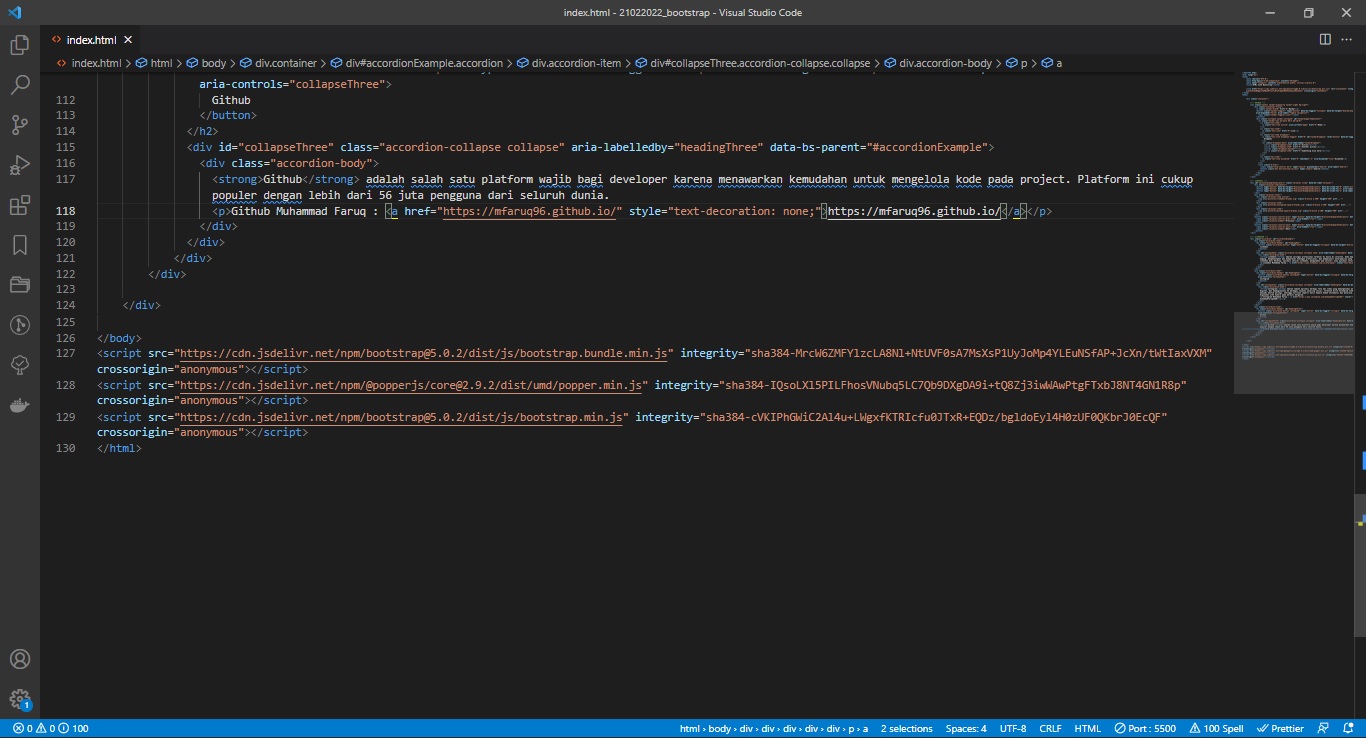 index.html - 21022022_bootstrap - Visual Studio Code
index.html
index.html > html > body > div.container > div#accordionExample.accordion > div.accordion-item > div#collapseThree.accordion-collapse.collapse > div.accordion-body > p > a
aria-controls="collapseThree">
112 Github
113 </button>
114 </h2>
115 <div id="collapseThree" class="accordion-collapse collapse" aria-labelledby="headingThree" data-bs-parent="#accordionExample">
116 <div class="accordion-body">
117 <strong>Github</strong> adalah salah satu platform wajib bagi developer karena menawarkan kemudahan untuk mengelola kode pada project. Platform ini cukup
populer dengan lebih dari 56 juta pengguna dari seluruh dunia.
118 <p>Github Muhammad Faruq : <a href="https://mfaruq96.github.io/" style="text-decoration: none;">https://mfaruq96.github.io/</a></p>
119 </div>
120 </div>
121 </div>
122 </div>
123
124 </div>
125
126 </body>
127 <script src="https://cdn.jsdelivr.net/npm/bootstrap@5.0.2/dist/js/bootstrap.bundle.min.js" integrity="sha384-MrcW6ZMFYlzcLA8Nl+NtUVF0sA7MsXsP1UyJoMp4YLEuNSfAP+JcXn/tWtIaxVXM"
crossorigin="anonymous"></script>
128 <script src="https://cdn.jsdelivr.net/npm/@popperjs/core@2.9.2/dist/umd/popper.min.js" integrity="sha384-IQsoLXl5PILFhosVNubq5LC7Qb9DXgDA9i+tQ8Zj3iwWAwPtgFTxbJ8NT4GN1R8p"
crossorigin="anonymous"></script>
129 <script src="https://cdn.jsdelivr.net/npm/bootstrap@5.0.2/dist/js/bootstrap.min.js" integrity="sha384-cVKIPhGWiC2Al4u+LWgxfKTRIcfu0JTxR+EQDz/bgldoEyl4H0zUF0QKbrJ0EcQF"
crossorigin="anonymous"></script>
130 </html>
1
0 0 100 html > body > div > div > div > div > div > p > a 2 selections Spaces: 4 UTF-8 CRLF HTML Port : 5500 100 Spell Prettier